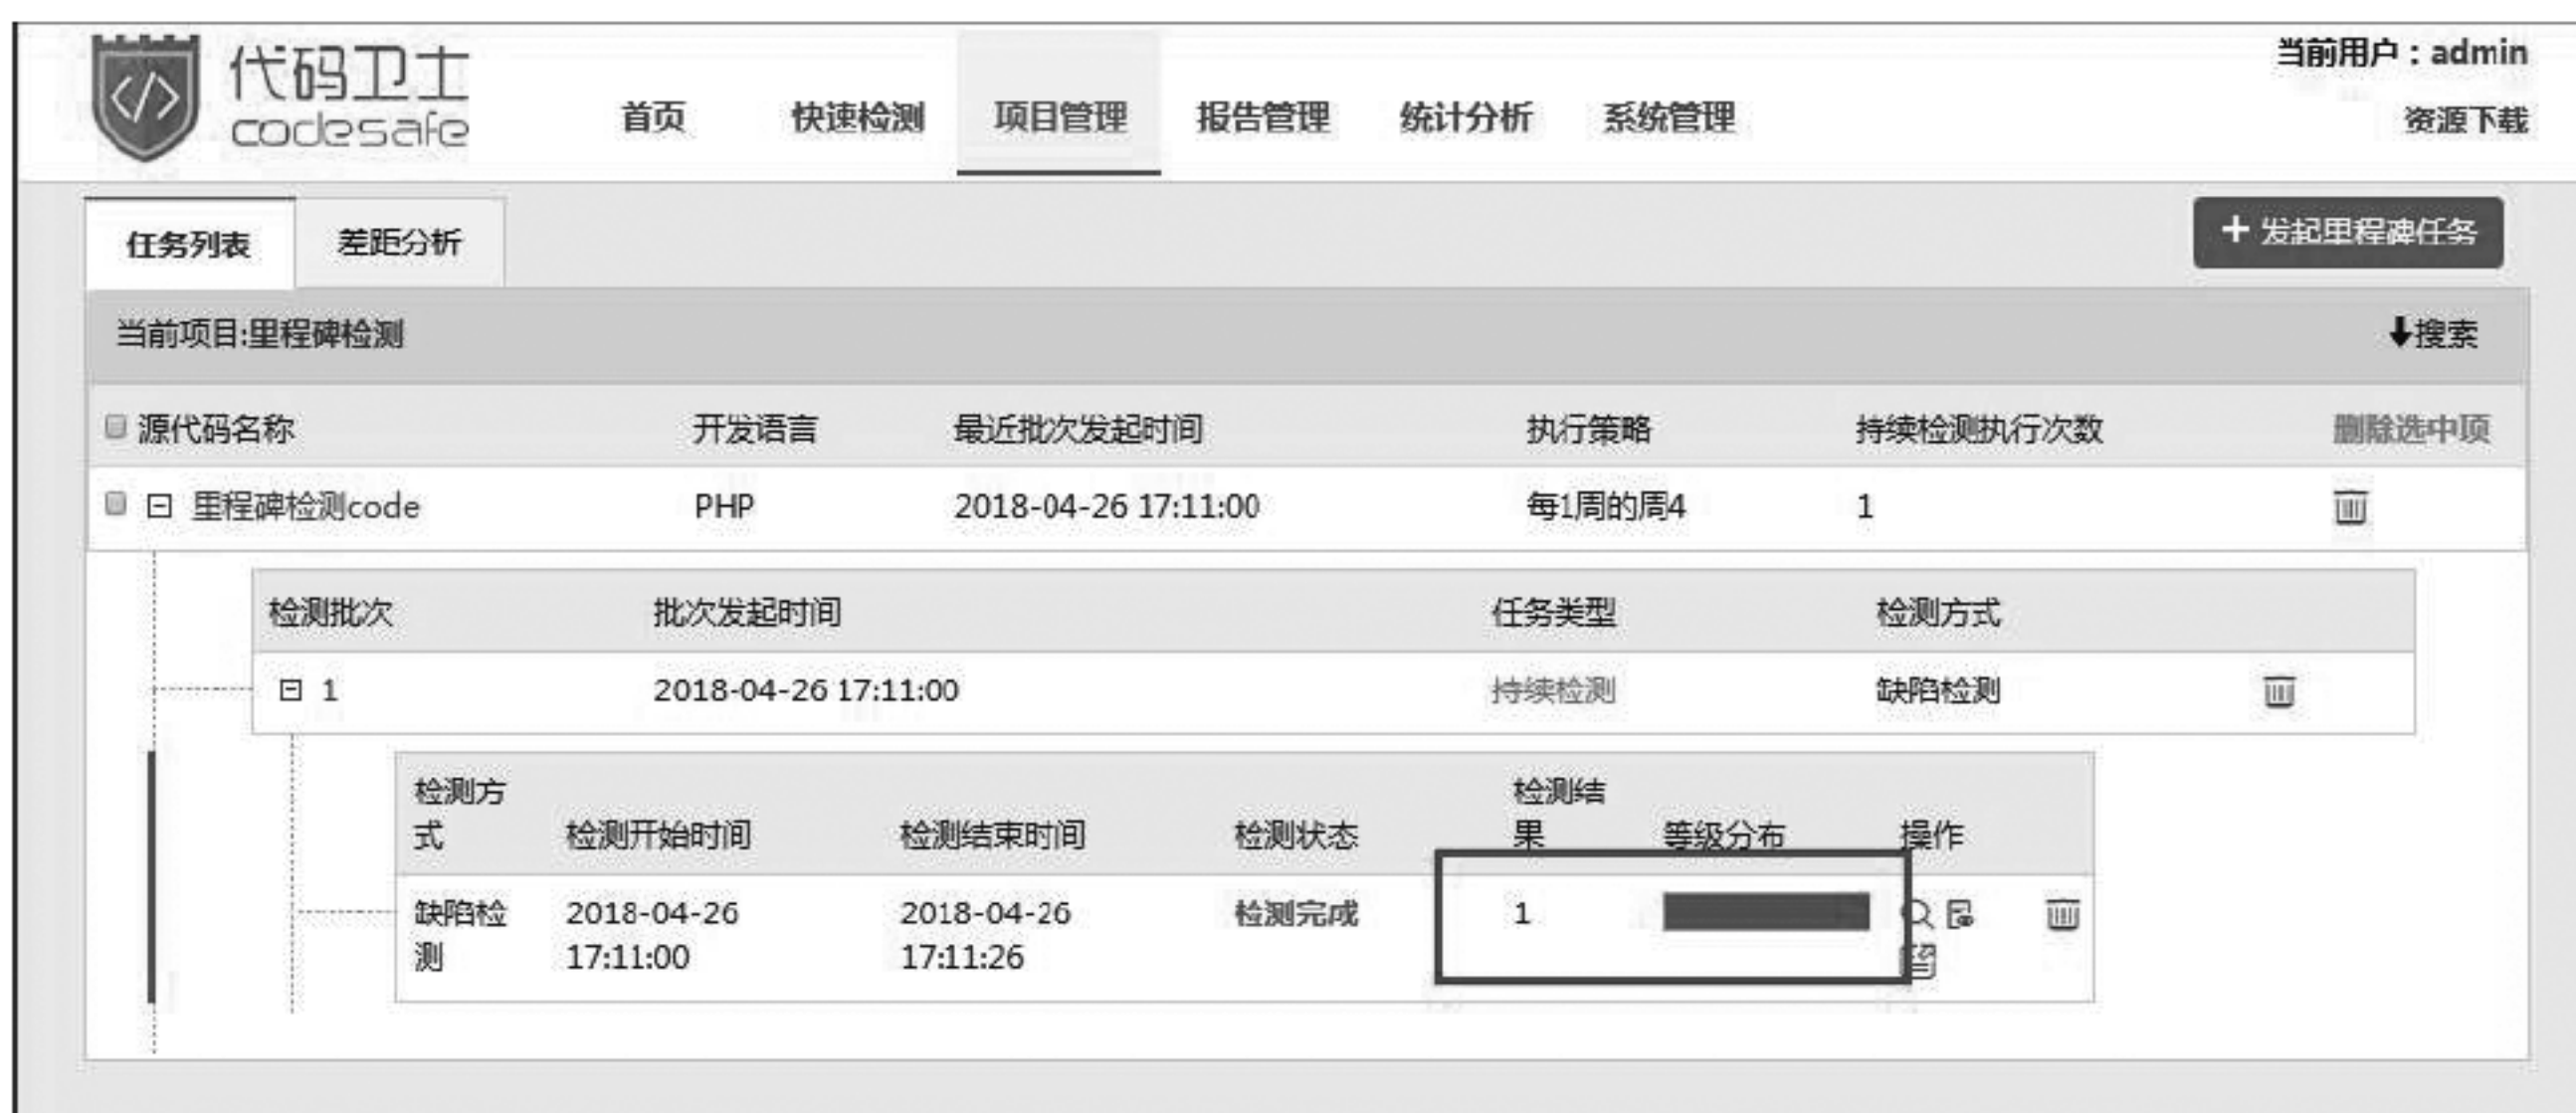 代码卫士
codesafe
当前用户：admin
首页 快速检测 项目管理 报告管理 统计分析 系统管理 资源下载
任务列表 差距分析 +发起里程碑任务
当前项目:里程碑检测 搜索
源代码名称 开发语言 最近批次发起时间 执行策略 持续检测执行次数 删除选中项
里程碑检测code PHP 2018-04-26 17:11:00 每1周的周4 1
检测批次 批次发起时间 任务类型 检测方式
1 2018-04-26 17:11:00 持续检测 缺陷检测
检测方
式 检测开始时间 检测结束时间 检测状态 检测结
果 等级分布 操作
缺陷检 2018-04-26 2018-04-26 检测完成 1
测 17:11:00 17:11:26